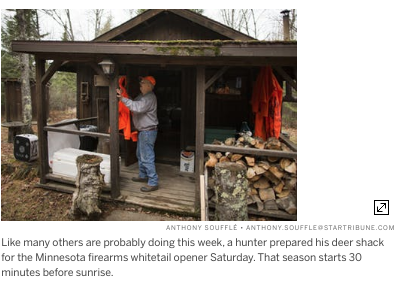 ANTHONY SOUFFLÉ • ANTHONY.SOUFFLE@STARTRIBUNE.COM
Like many others are probably doing this week, a hunter prepared his deer shack
for the Minnesota firearms whitetail opener Saturday. That season starts 30
minutes before sunrise.